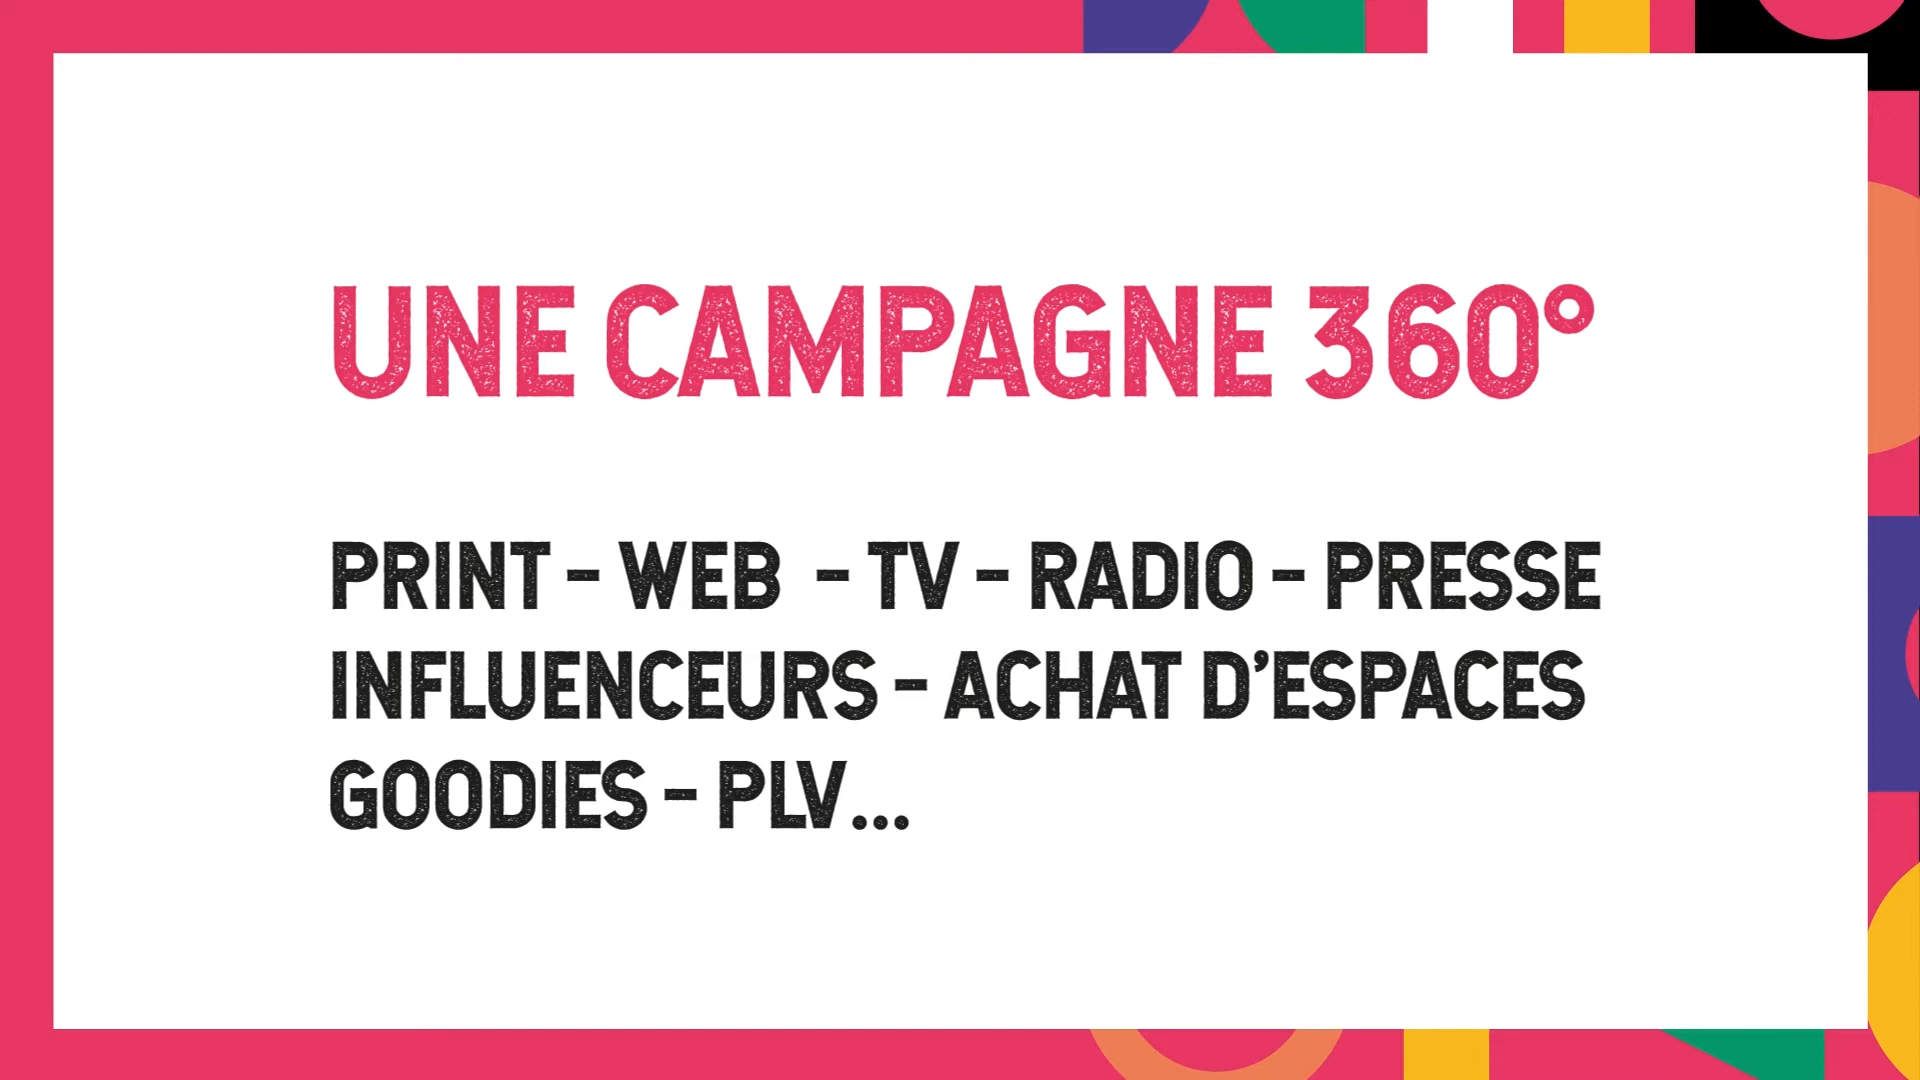 UNE CAMPAGNE 360°
PRINT - WEB - TV - RADIO - PRESSE
INFLUENCEURS - ACHAT D’ESPACES
GOODIES - PLV...